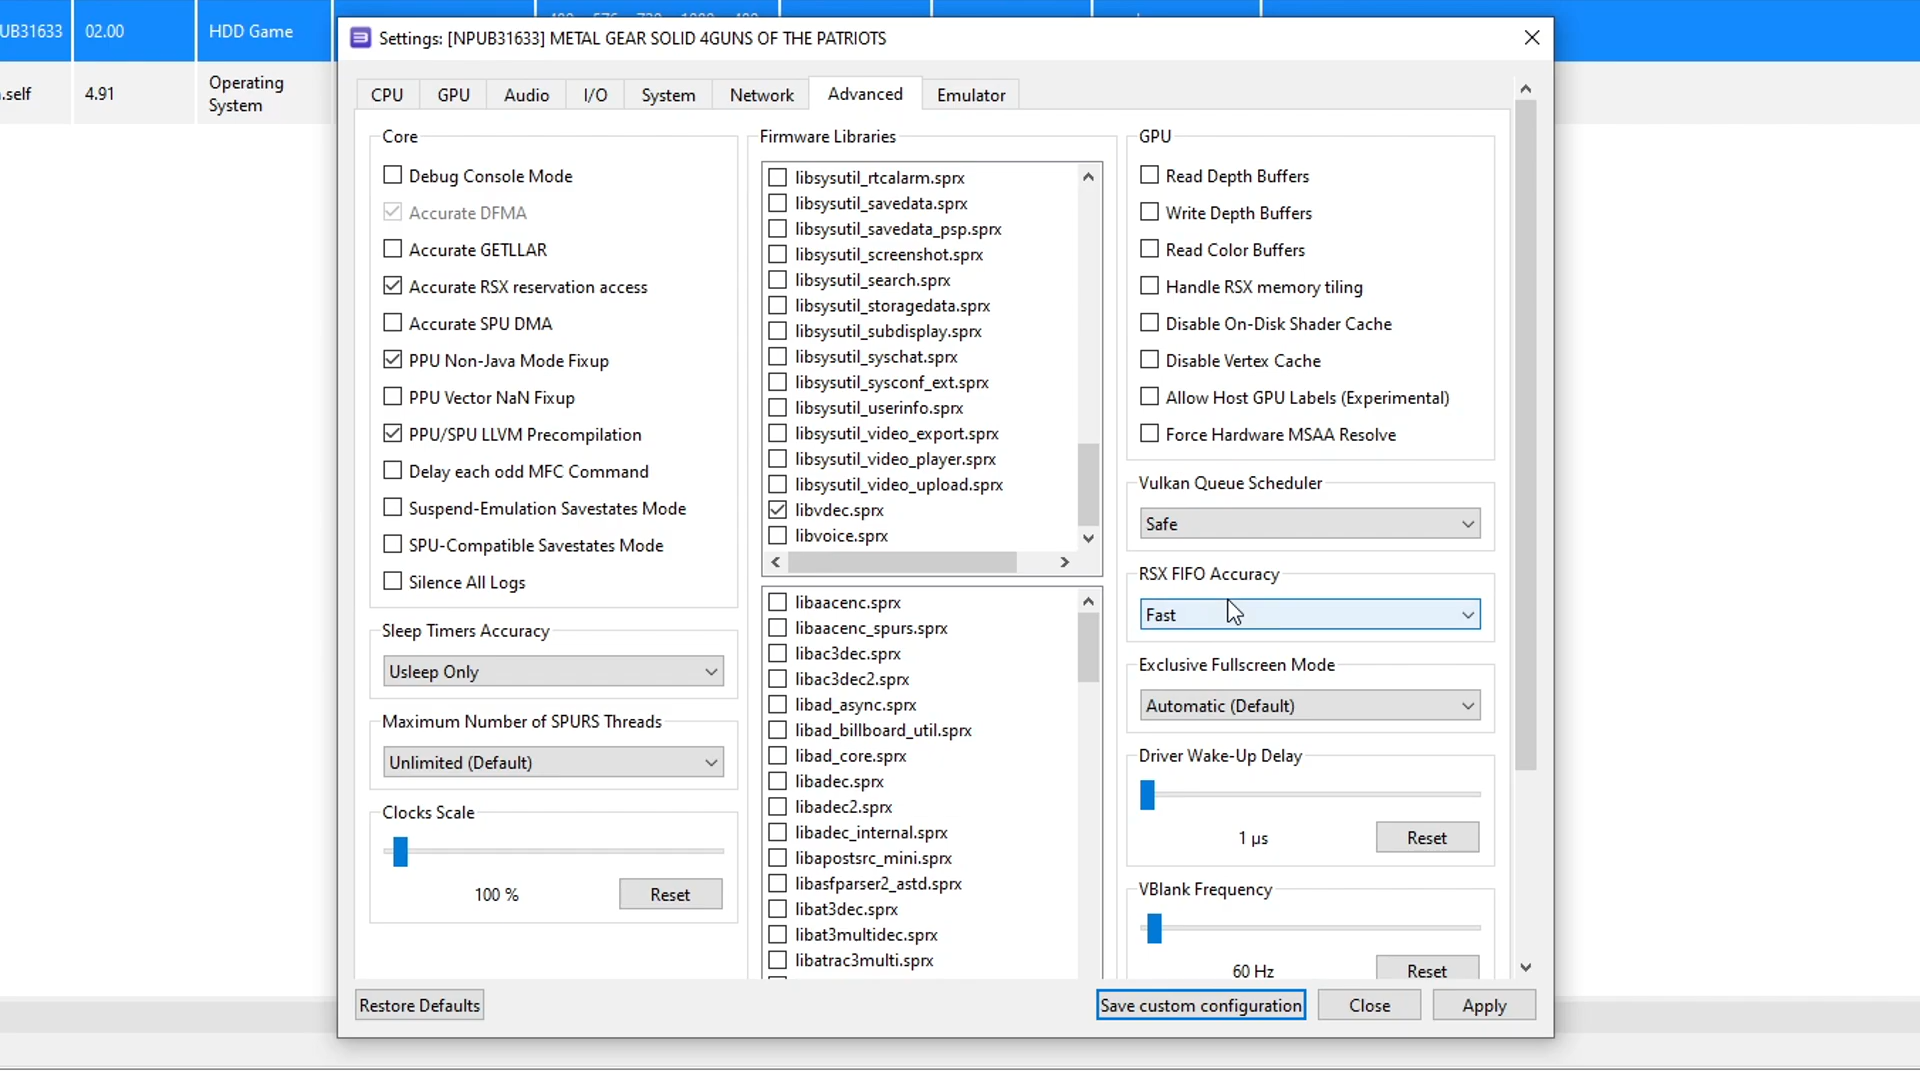 UB31633
02.00
HDD Game
.self
4.91
Operating
System
Settings: [NPUB31633] METAL GEAR SOLID 4GUNS OF THE PATRIOTS
CPU
GPU
Audio
I/O
System
Network
Advanced
Emulator
Core
Debug Console Mode
Accurate DFMA
Accurate GETLLAR
Accurate RSX reservation access
Accurate SPU DMA
PPU Non-Java Mode Fixup
PPU Vector NaN Fixup
PPU/SPU LLVM Precompilation
Delay each odd MFC Command
Suspend-Emulation Savestates Mode
SPU-Compatible Savestates Mode
Silence All Logs
Sleep Timers Accuracy
Usleep Only
Maximum Number of SPURS Threads
Unlimited (Default)
Clocks Scale
100 %
Reset
Firmware Libraries
libsysutil_rtcalarm.sprx
libsysutil_savedata.sprx
libsysutil_savedata_psp.sprx
libsysutil_screenshot.sprx
libsysutil_search.sprx
libsysutil_storagedata.sprx
libsysutil_subdisplay.sprx
libsysutil_syschat.sprx
libsysutil_sysconf_ext.sprx
libsysutil_userinfo.sprx
libsysutil_video_export.sprx
libsysutil_video_player.sprx
libsysutil_video_upload.sprx
libvdec.sprx
libvoice.sprx
libaacenc.sprx
libaacenc_spurs.sprx
libac3dec.sprx
libac3dec2.sprx
libad_async.sprx
libad_billboard_util.sprx
libad_core.sprx
libadec.sprx
libadec2.sprx
libadec_internal.sprx
libapostsrc_mini.sprx
libasfparser2_astd.sprx
libat3dec.sprx
libat3multidec.sprx
libatrac3multi.sprx
GPU
Read Depth Buffers
Write Depth Buffers
Read Color Buffers
Handle RSX memory tiling
Disable On-Disk Shader Cache
Disable Vertex Cache
Allow Host GPU Labels (Experimental)
Force Hardware MSAA Resolve
Vulkan Queue Scheduler
Safe
RSX FIFO Accuracy
Fast
Exclusive Fullscreen Mode
Automatic (Default)
Driver Wake-Up Delay
1 µs
Reset
VBlank Frequency
60 Hz
Reset
Restore Defaults
Save custom configuration
Close
Apply